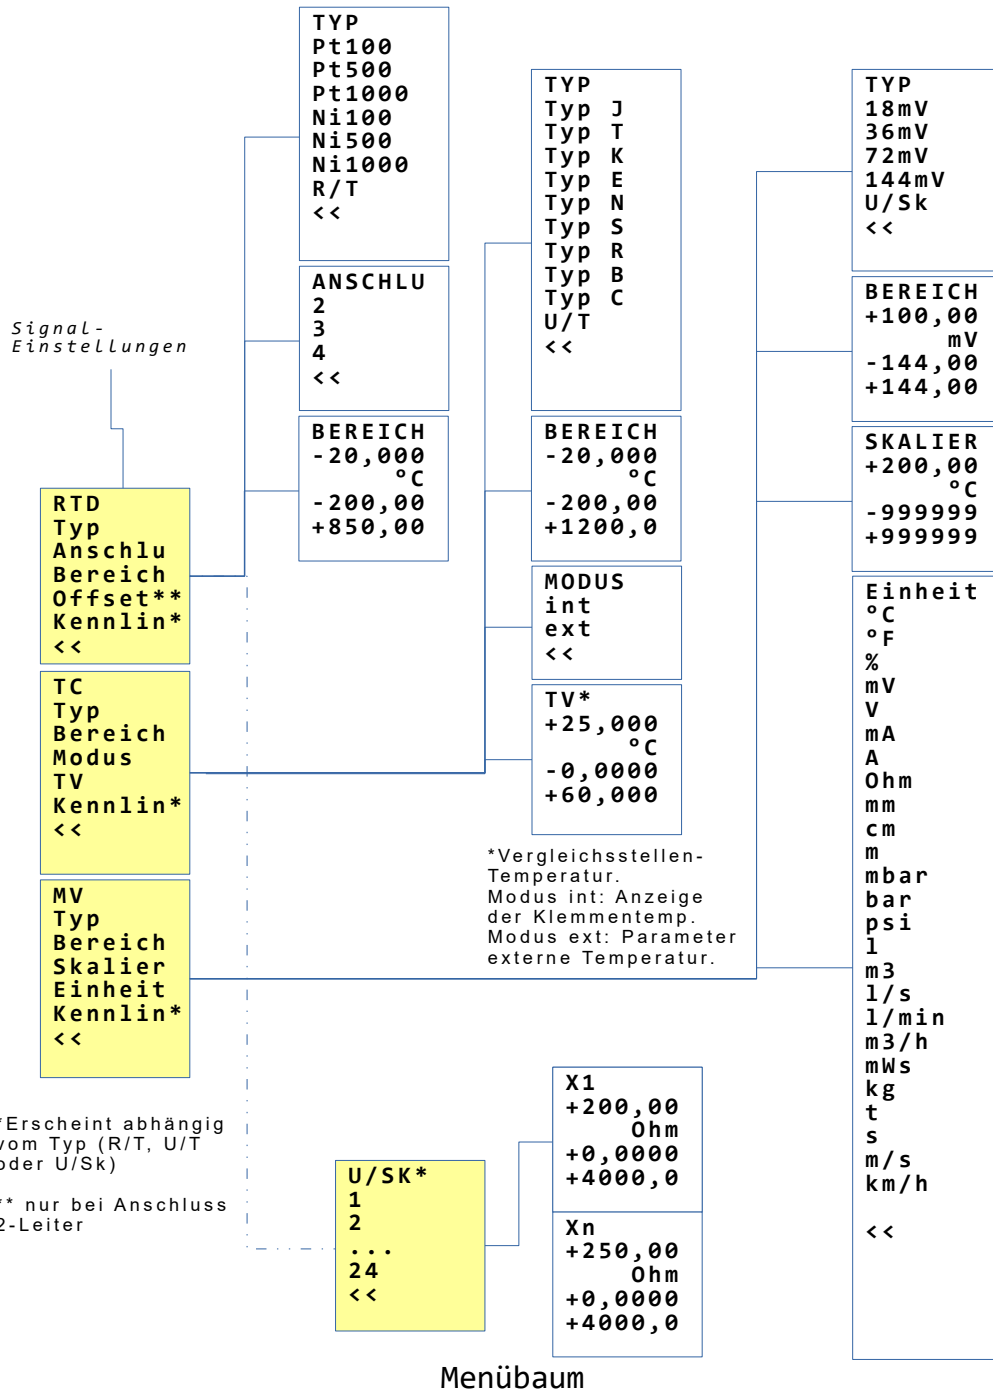 TYP
Pt100
Pt500
Pt1000
Ni100
Ni500
Ni1000
R/T
<<
ANSCHLU
2
3
4
<<
BEREICH
-20,000
°C
-200,00
+850,00
TYP
Typ J
Typ T
Typ K
Typ E
Typ N
Typ S
Typ R
Typ B
Typ C
U/T
<<
BEREICH
-20,000
°C
-200,00
+1200,0
MODUS
int
ext
<<
TV*
+25,000
°C
-0,0000
+60,000
*Vergleichsstellen-
Temperatur.
Modus int: Anzeige
der Klemmentemp.
Modus ext: Parameter
externe Temperatur.
TYP
18mV
36mV
72mV
144mV
U/Sk
<<
BEREICH
+100,00
mV
-144,00
+144,00
SKALIER
+200,00
°C
-999999
+999999
Einheit
°C
°F
%
mV
V
mA
A
Ohm
mm
cm
m
mbar
bar
psi
l
m3
l/s
l/min
m3/h
mWs
kg
t
s
m/s
km/h
<<
Signal-
Einstellungen
RTD
Typ
Anschlu
Bereich
Offset**
Kennlin*
<<
TC
Typ
Bereich
Modus
TV
Kennlin*
<<
MV
Typ
Bereich
Skalier
Einheit
Kennlin*
<<
*Erscheint abhängig
vom Typ (R/T, U/T
oder U/Sk)
** nur bei Anschluss
2-Leiter
U/SK*
1
2
...
24
<<
X1
+200,00
Ohm
+0,0000
+4000,0
Xn
+250,00
Ohm
+0,0000
+4000,0
Menübaum